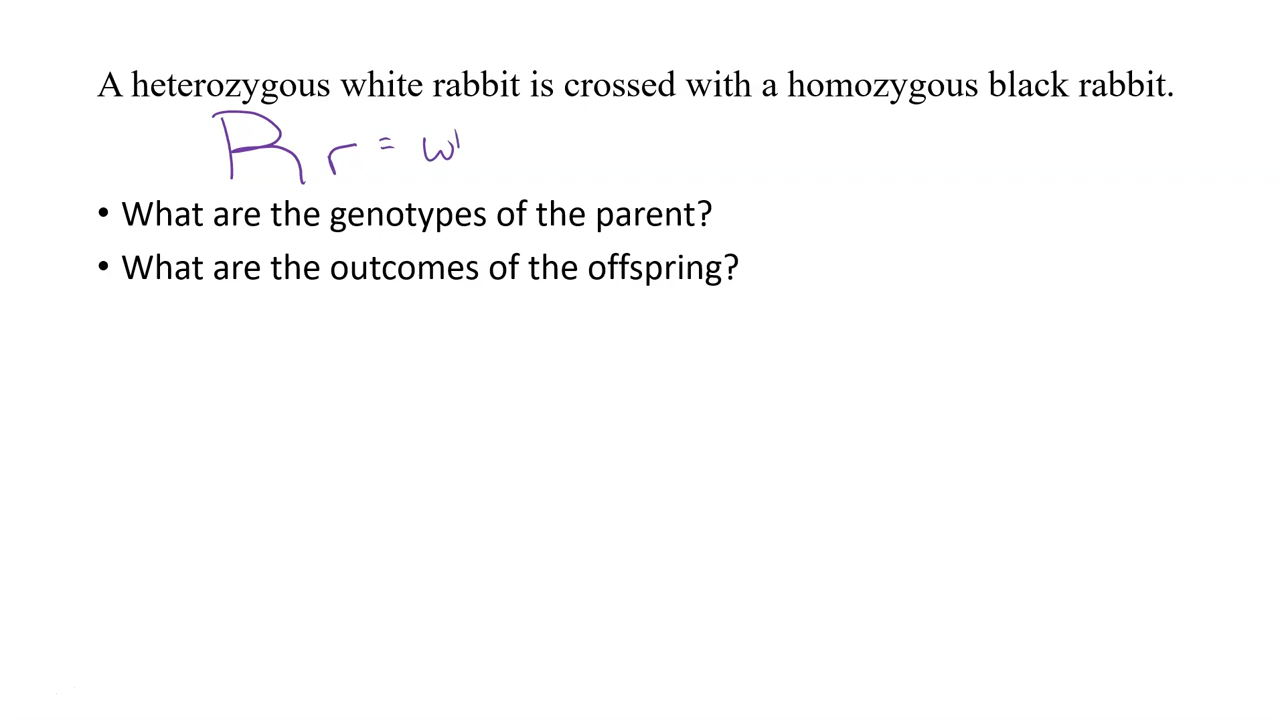 A heterozygous white rabbit is crossed with a homozygous black rabbit.
Rr = w
• What are the genotypes of the parent?
• What are the outcomes of the offspring?